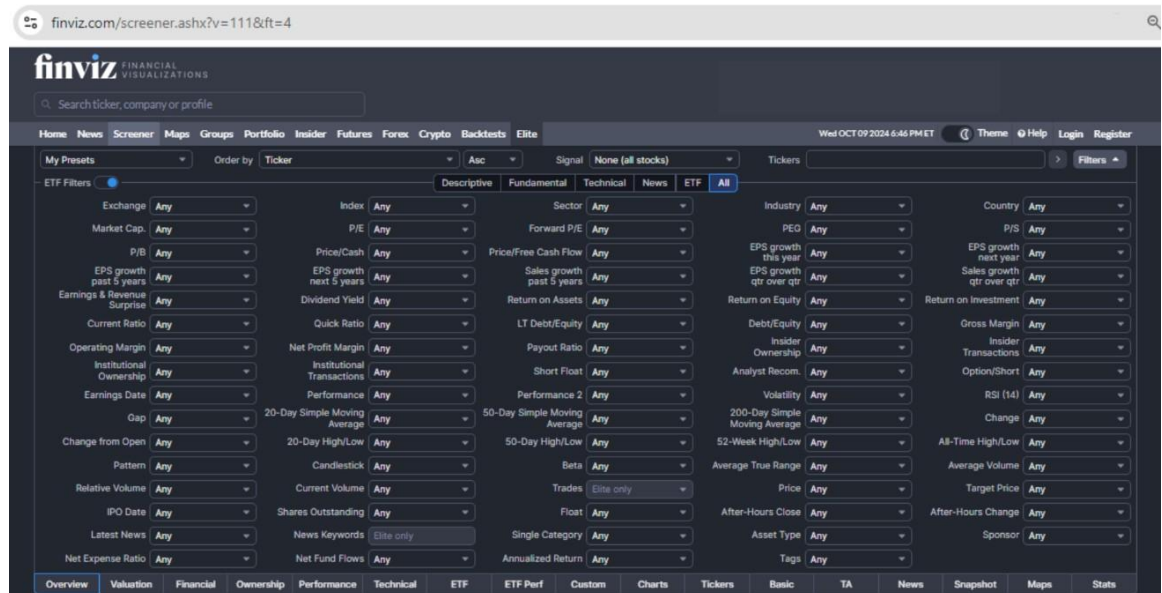 finviz.com/screener.ashx?v=111&ft=4
finviz FINANCIAL VISUALIZATIONS
Search ticker, company or profile
Home News Screener Maps Groups Portfolio Insider Futures Forex Crypto Backtests Elite Wed OCT 09 2024 6:46 PM ET Theme Help Login Register
My Presets Order by Ticker Asc Signal None (all stocks) Tickers > Filters
ETF Filters Descriptive Fundamental Technical News ETF All
Exchange Any Index Any Sector Any Industry Any Country Any
Market Cap. Any P/E Any Forward P/E Any PEG Any P/S Any
P/B Any Price/Cash Any Price/Free Cash Flow Any EPS growth this year Any EPS growth next year Any
EPS growth past 5 years Any EPS growth next 5 years Any Sales growth past 5 years Any EPS growth qtr over qtr Any Sales growth qtr over qtr Any
Earnings & Revenue Surprise Any Dividend Yield Any Return on Assets Any Return on Equity Any Return on Investment Any
Current Ratio Any Quick Ratio Any LT Debt/Equity Any Debt/Equity Any Gross Margin Any
Operating Margin Any Net Profit Margin Any Payout Ratio Any Insider Ownership Any Insider Transactions Any
Institutional Ownership Any Institutional Transactions Any Short Float Any Analyst Recom. Any Option/Short Any
Earnings Date Any Performance Any Performance 2 Any Volatility Any RSI (14) Any
Gap Any 20-Day Simple Moving Average Any 50-Day Simple Moving Average Any 200-Day Simple Moving Average Any Change Any
Change from Open Any 20-Day High/Low Any 50-Day High/Low Any 52-Week High/Low Any All-Time High/Low Any
Pattern Any Candlestick Any Beta Any Average True Range Any Average Volume Any
Relative Volume Any Current Volume Any Trades Elite only Price Any Target Price Any
IPO Date Any Shares Outstanding Any Float Any After-Hours Close Any After-Hours Change Any
Latest News Any News Keywords Elite only Single Category Any Asset Type Any Sponsor Any
Net Expense Ratio Any Net Fund Flows Any Annualized Return Any Tags Any
Overview Valuation Financial Ownership Performance Technical ETF ETF Perf Custom Charts Tickers Basic TA News Snapshot Maps Stats